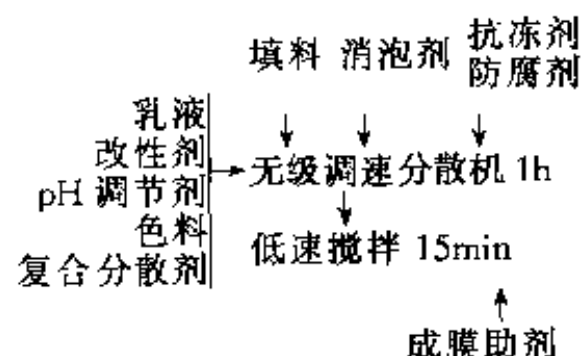 填料 消泡剂 抗冻剂
防腐剂
乳液
改性剂
pH 调节剂
色料
复合分散剂
无级调速分散机 1h
低速搅拌 15min
成膜助剂